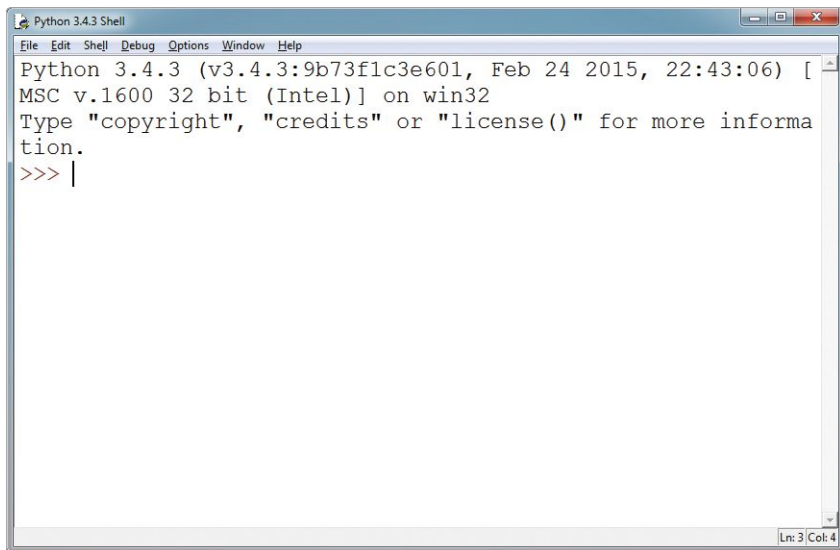 Python 3.4.3 Shell
File Edit Shell Debug Options Window Help
Python 3.4.3 (v3.4.3:9b73f1c3e601, Feb 24 2015, 22:43:06) [
MSC v.1600 32 bit (Intel)] on win32
Type "copyright", "credits" or "license()" for more informa
tion.
>>>
Ln: 3 Col: 4